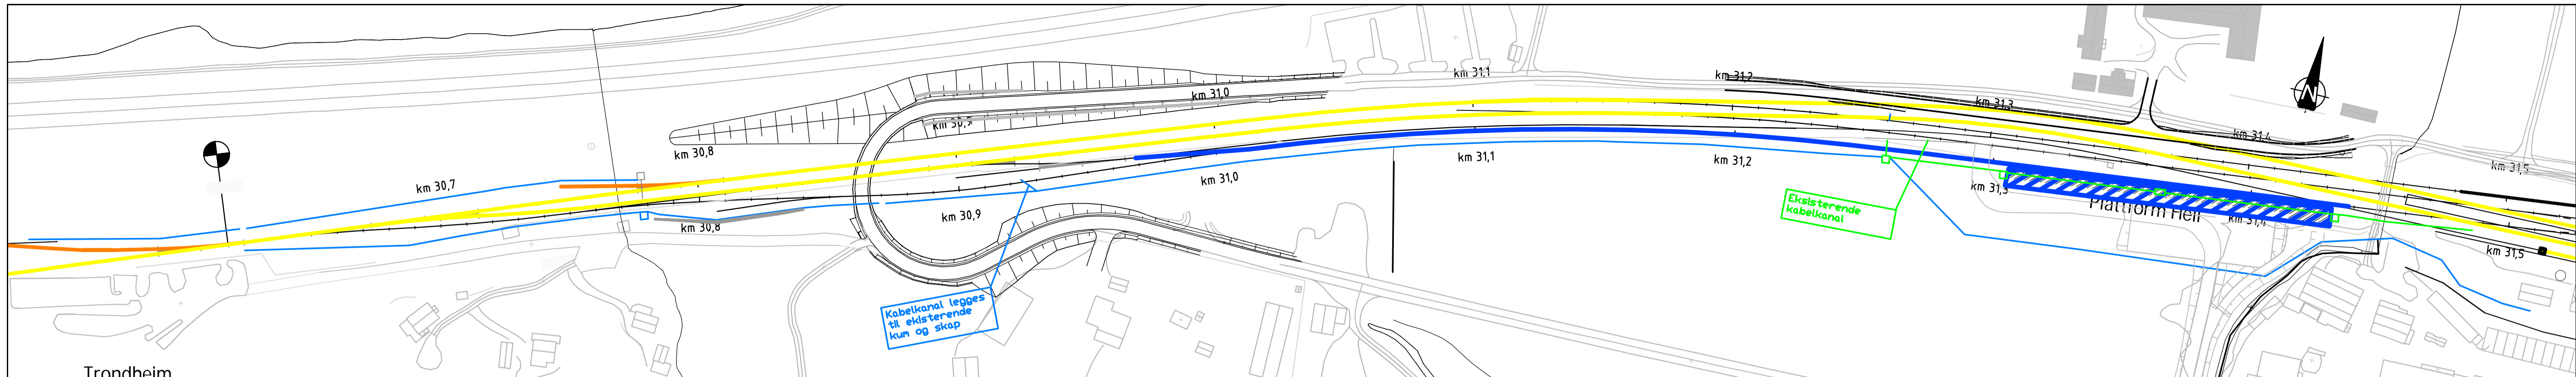 km 31,1
km 31,2
km 31,0
km 31,3
km 30,9
km 31,4
km 30,8
km 31,1
km 31,2
km 31,5
km 30,7
km 31,0
km 31,3
Eksisterende
kabelkanal
Plattform Hell
km 30,9
km 31,4
km 30,8
km 31,5
Kabelkanal legges
til eksisterende
kum og skap
N
Trondheim